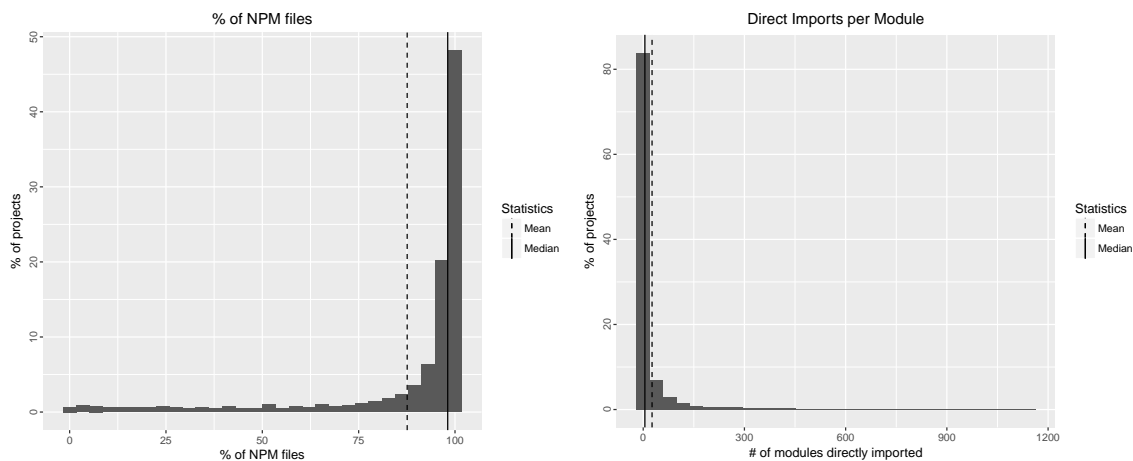 % of NPM files
% of projects
50
40
30
20
10
0
0 25 50 75 100
% of NPM files
Statistics
Mean
Median
Direct Imports per Module
% of projects
80
60
40
20
0
0 300 600 900 1200
# of modules directly imported
Statistics
Mean
Median